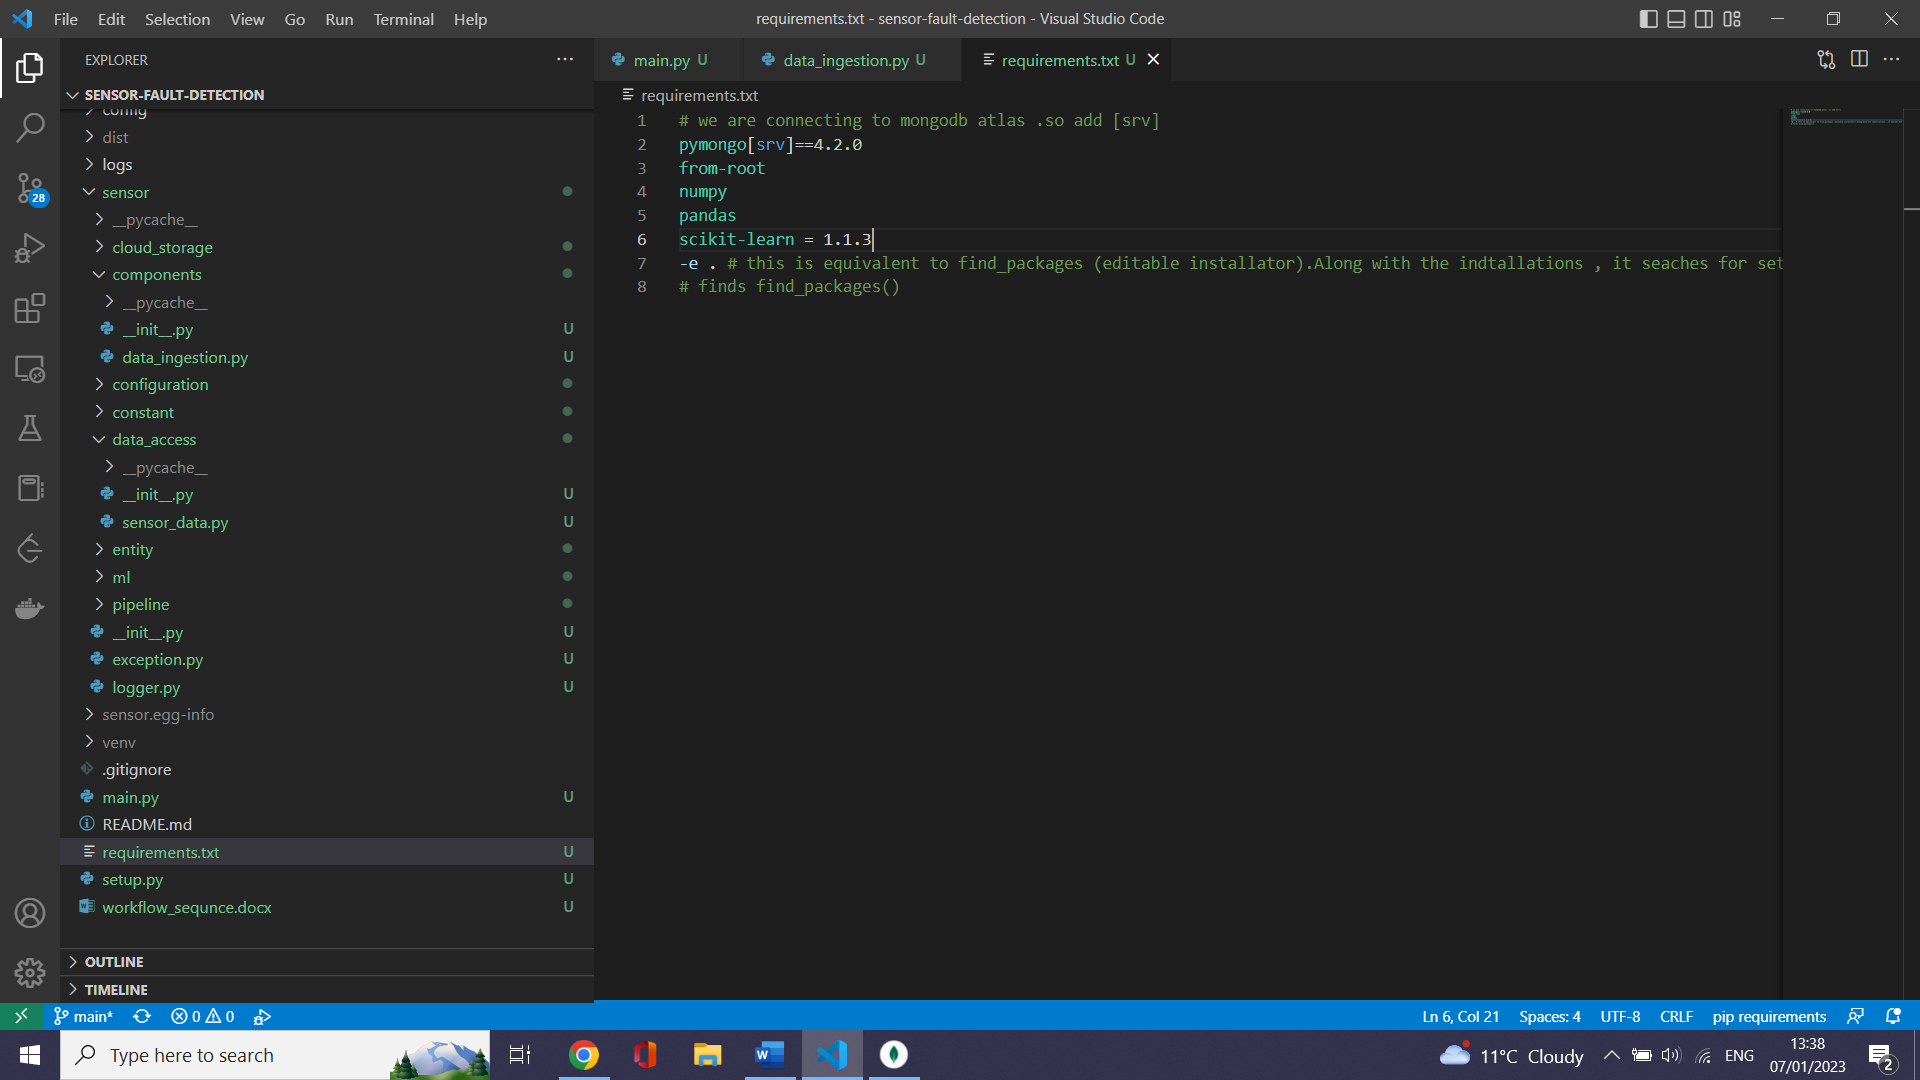 File Edit Selection View Go Run Terminal Help
requirements.txt - sensor-fault-detection - Visual Studio Code
EXPLORER
SENSOR-FAULT-DETECTION
config
dist
logs
sensor
__pycache__
cloud_storage
components
__pycache__
__init__.py U
data_ingestion.py U
configuration
constant
data_access
__pycache__
__init__.py U
sensor_data.py U
entity
ml
pipeline
__init__.py U
exception.py U
logger.py U
sensor.egg-info
venv
.gitignore
main.py U
README.md
requirements.txt U
setup.py U
workflow_sequnce.docx U
OUTLINE
TIMELINE
28
main.py U data_ingestion.py U requirements.txt U
requirements.txt
1 # we are connecting to mongodb atlas .so add [srv]
2 pymongo[srv]==4.2.0
3 from-root
4 numpy
5 pandas
6 scikit-learn = 1.1.3
7 -e . # this is equivalent to find_packages (editable installator).Along with the indtallations , it seaches for set
8 # finds find_packages()
main* 0 0
Ln 6, Col 21 Spaces: 4 UTF-8 CRLF pip requirements
Type here to search
11°C Cloudy
ENG
13:38
07/01/2023
2